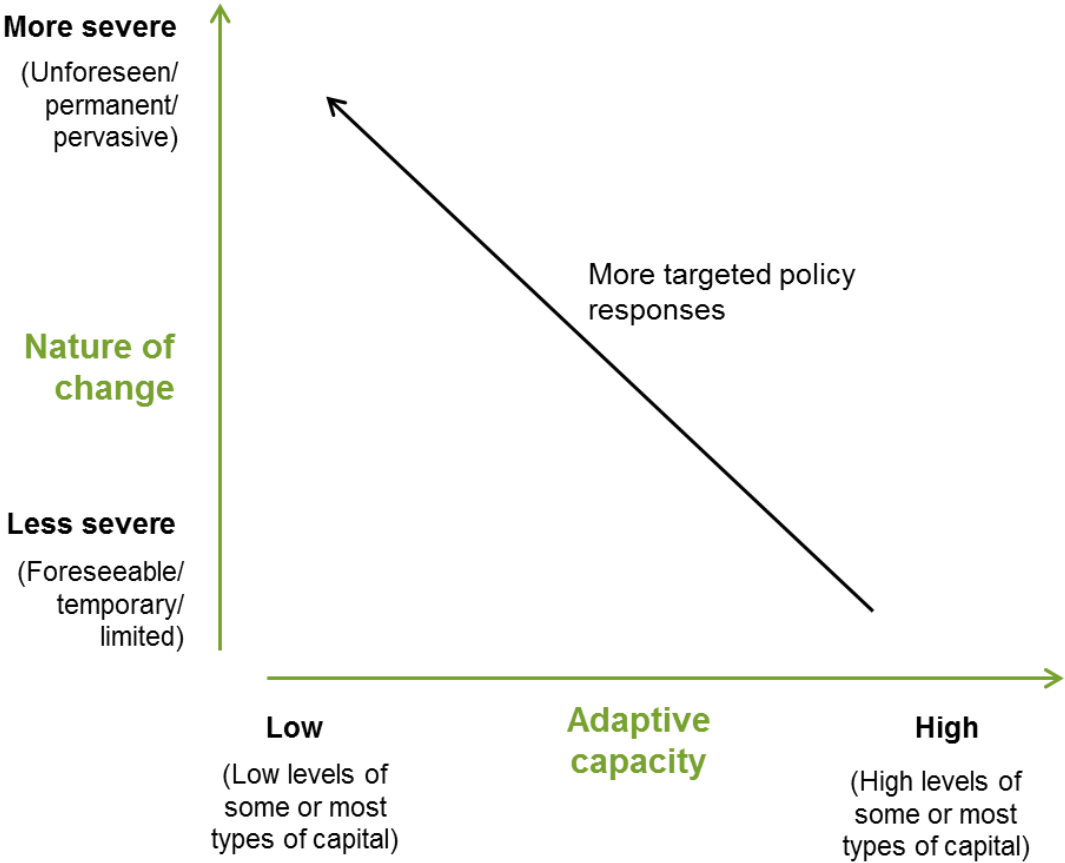 More severe
(Unforeseen/
permanent/
pervasive)
More targeted policy
responses
Nature of
change
Less severe
(Foreseeable/
temporary/
limited)
Low
(Low levels of
some or most
types of capital)
Adaptive
capacity
High
(High levels of
some or most
types of capital)